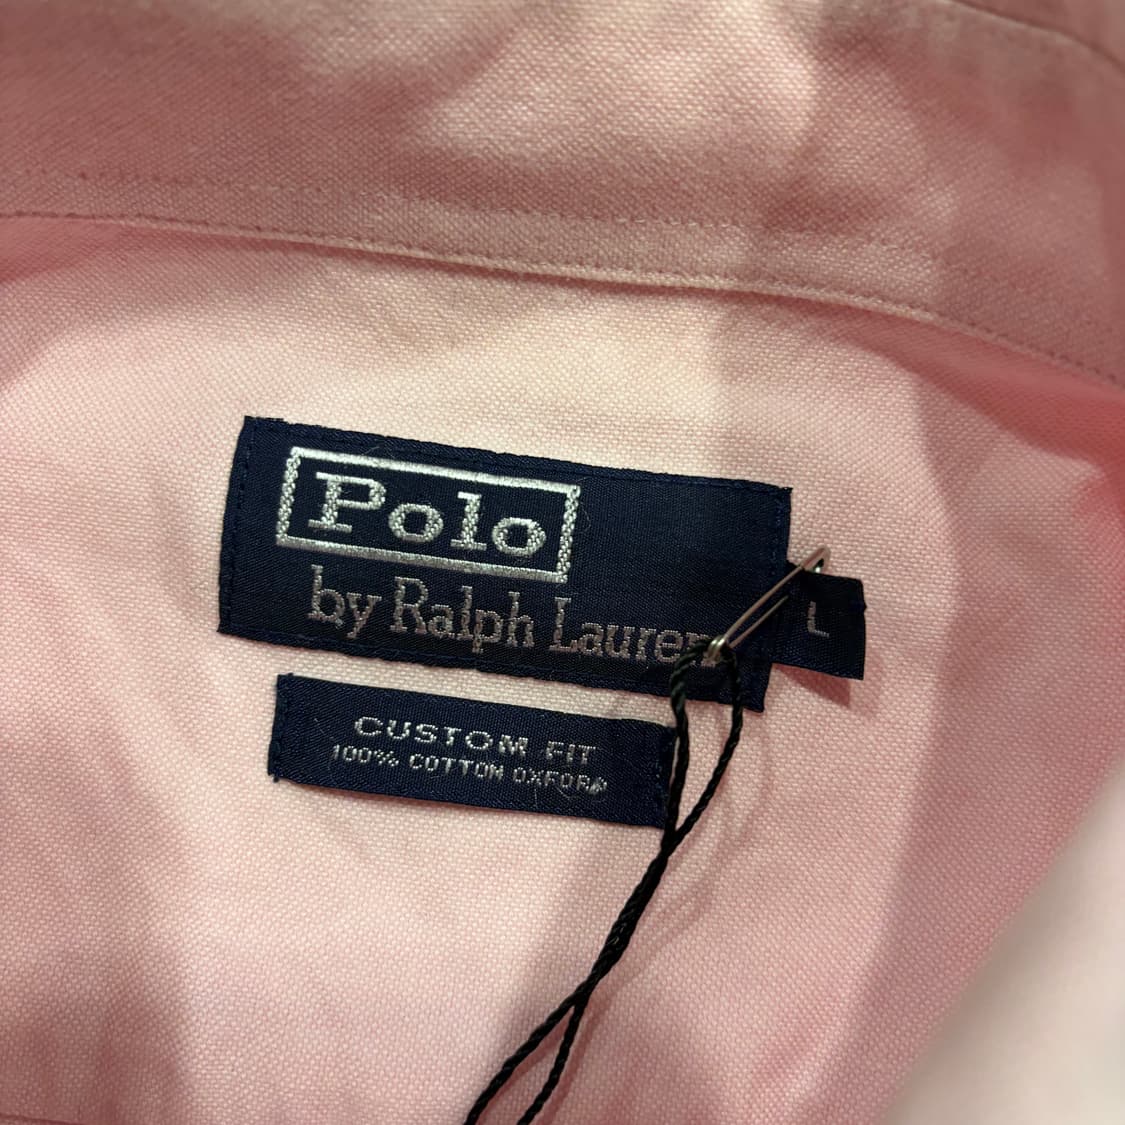 Polo
by Ralph Lauren
L
CUSTOM FIT
100% COTTON OXFORD